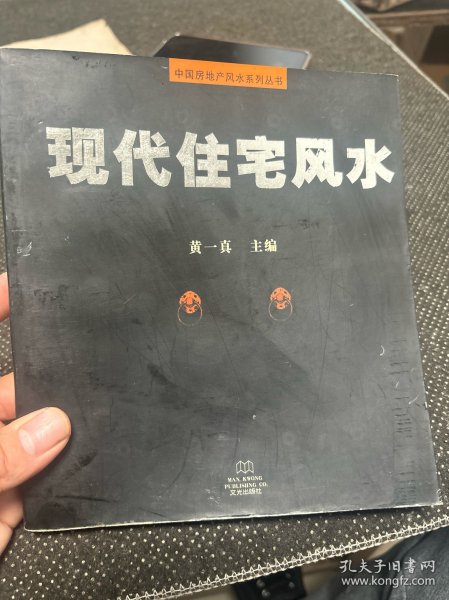 中国房地产风水系列丛书
现代住宅风水
黄一真 主编
MAN KWONG
PUBLISHING CO.
文光出版社
孔夫子旧书网
www.kongfz.com